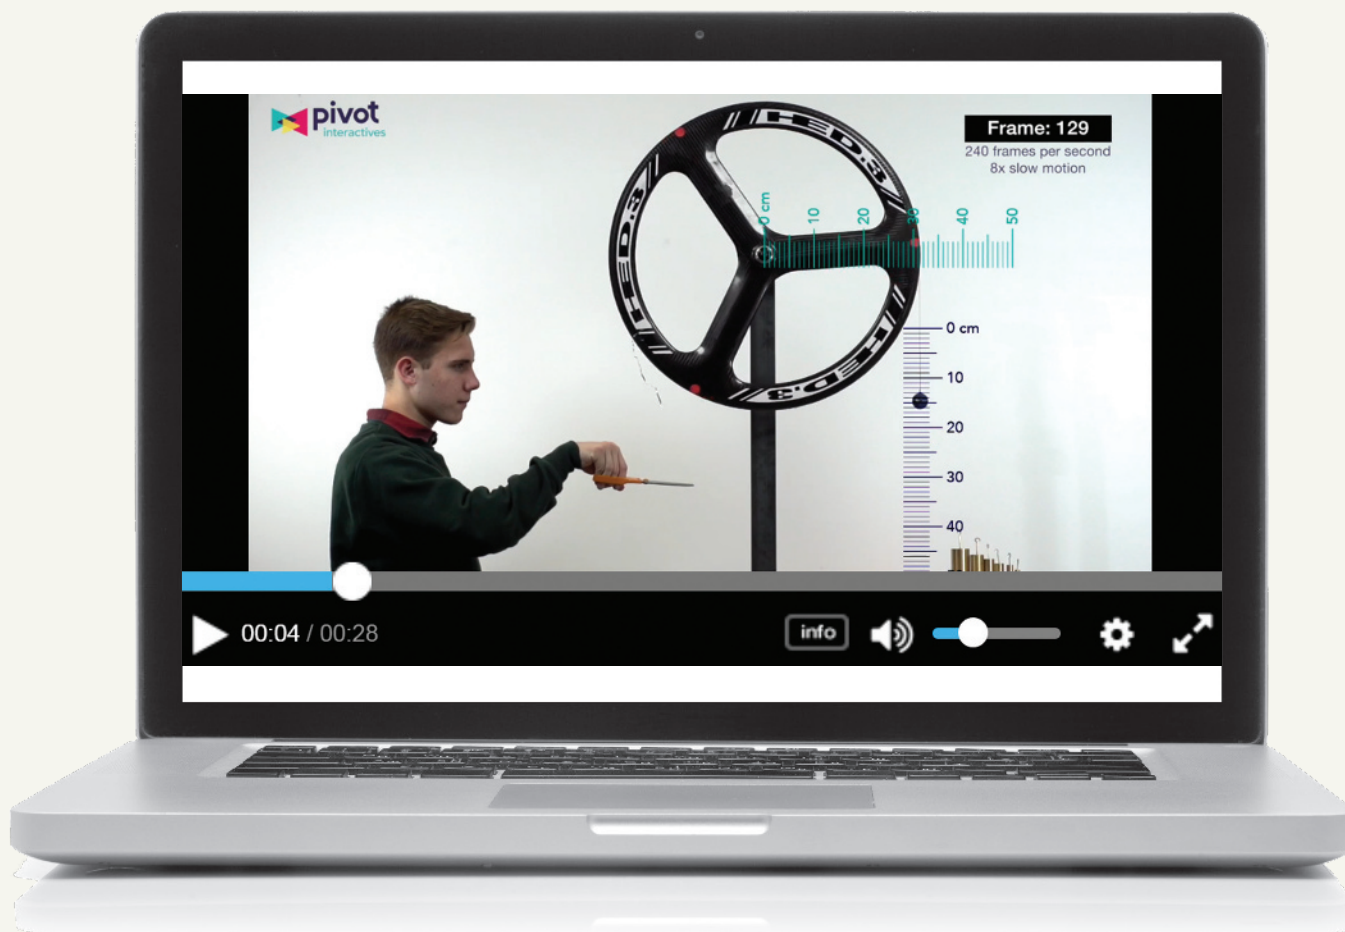 pivot
interactives
Frame: 129
240 frames per second
8x slow motion
HED.3
HED.3
HED.3
0 cm
10
20
30
40
50
0 cm
10
20
30
40
00:04 / 00:28
info